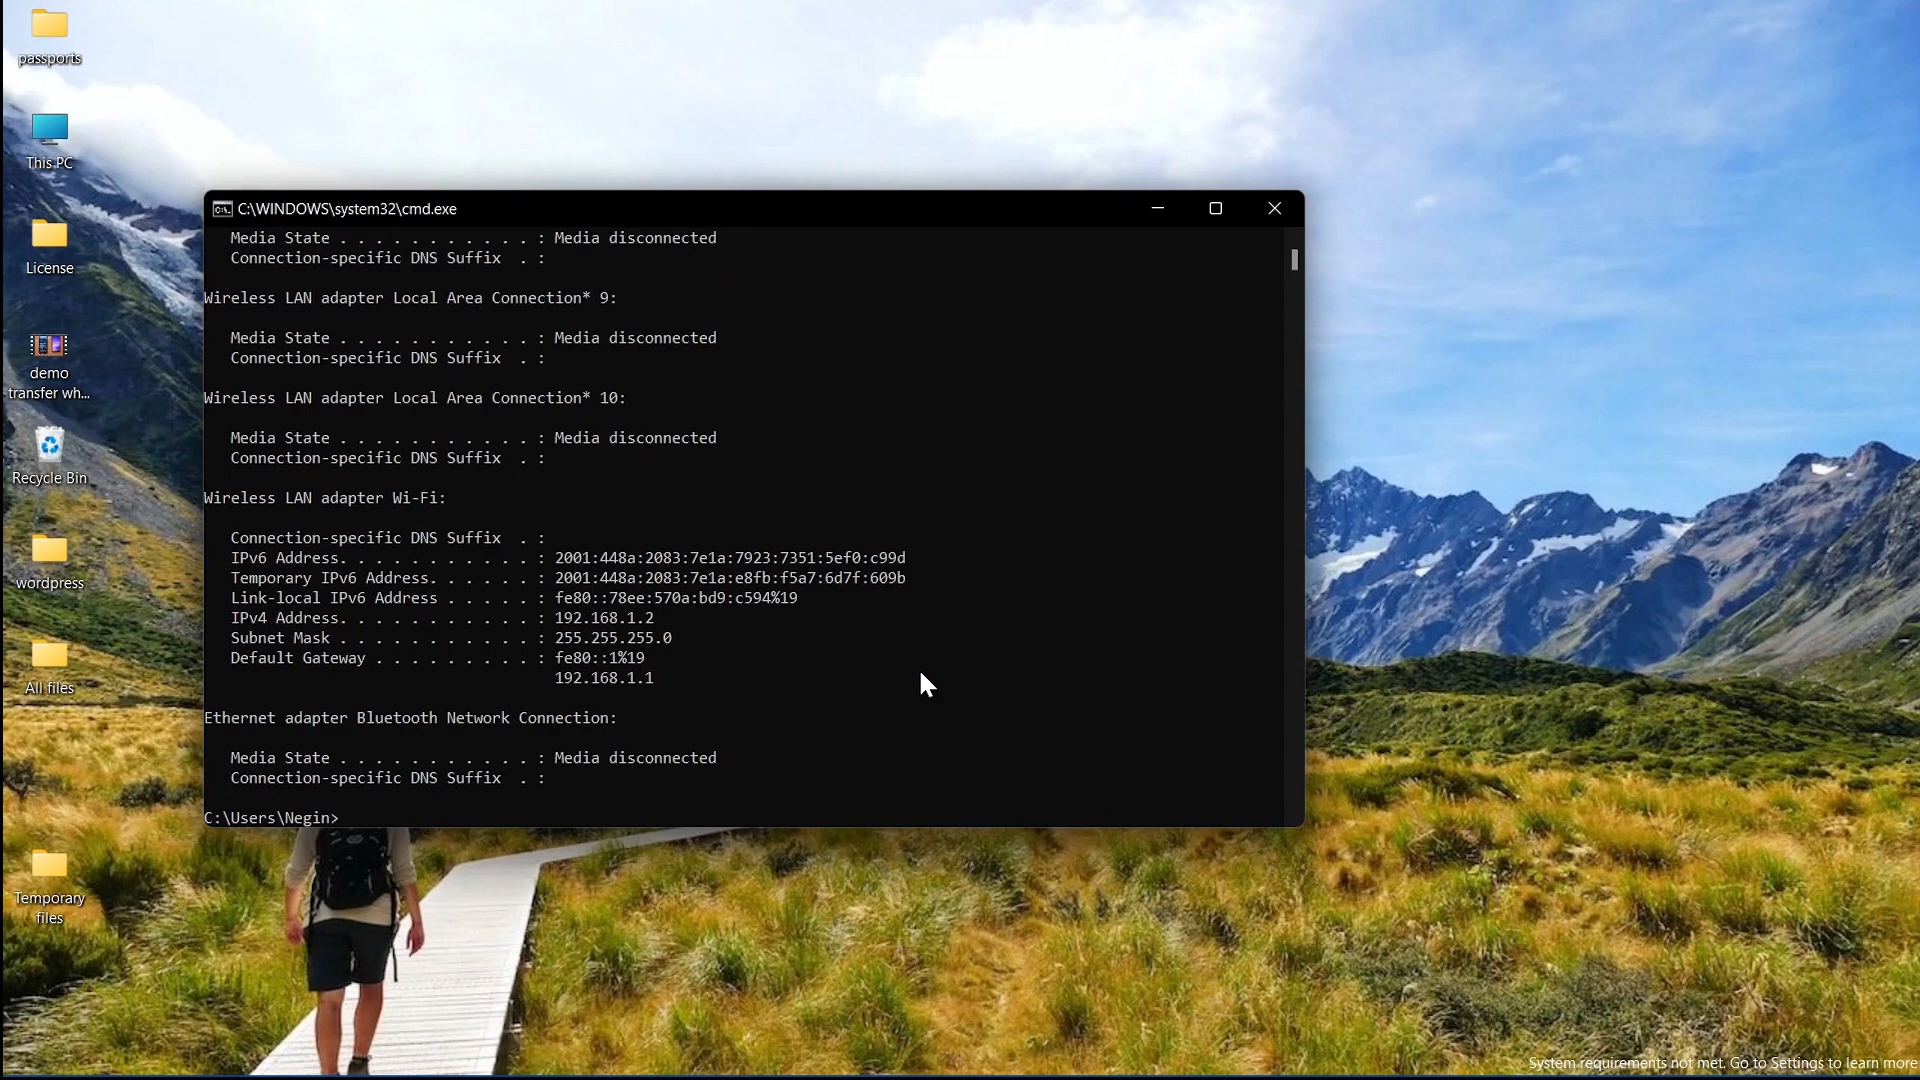 passports
This PC
License
demo
transfer wh...
Recycle Bin
wordpress
All files
Temporary
files
C:\WINDOWS\system32\cmd.exe
Media State . . . . . . . . . . . : Media disconnected
Connection-specific DNS Suffix  . :
Wireless LAN adapter Local Area Connection* 9:
Media State . . . . . . . . . . . : Media disconnected
Connection-specific DNS Suffix  . :
Wireless LAN adapter Local Area Connection* 10:
Media State . . . . . . . . . . . : Media disconnected
Connection-specific DNS Suffix  . :
Wireless LAN adapter Wi-Fi:
Connection-specific DNS Suffix  . :
IPv6 Address. . . . . . . . . . . : 2001:448a:2083:7e1a:7923:7351:5ef0:c99d
Temporary IPv6 Address. . . . . . : 2001:448a:2083:7e1a:e8fb:f5a7:6d7f:609b
Link-local IPv6 Address . . . . . : fe80::78ee:570a:bd9:c594%19
IPv4 Address. . . . . . . . . . . : 192.168.1.2
Subnet Mask . . . . . . . . . . . : 255.255.255.0
Default Gateway . . . . . . . . . : fe80::1%19
192.168.1.1
Ethernet adapter Bluetooth Network Connection:
Media State . . . . . . . . . . . : Media disconnected
Connection-specific DNS Suffix  . :
C:\Users\Negin>
System requirements not met. Go to Settings to learn more